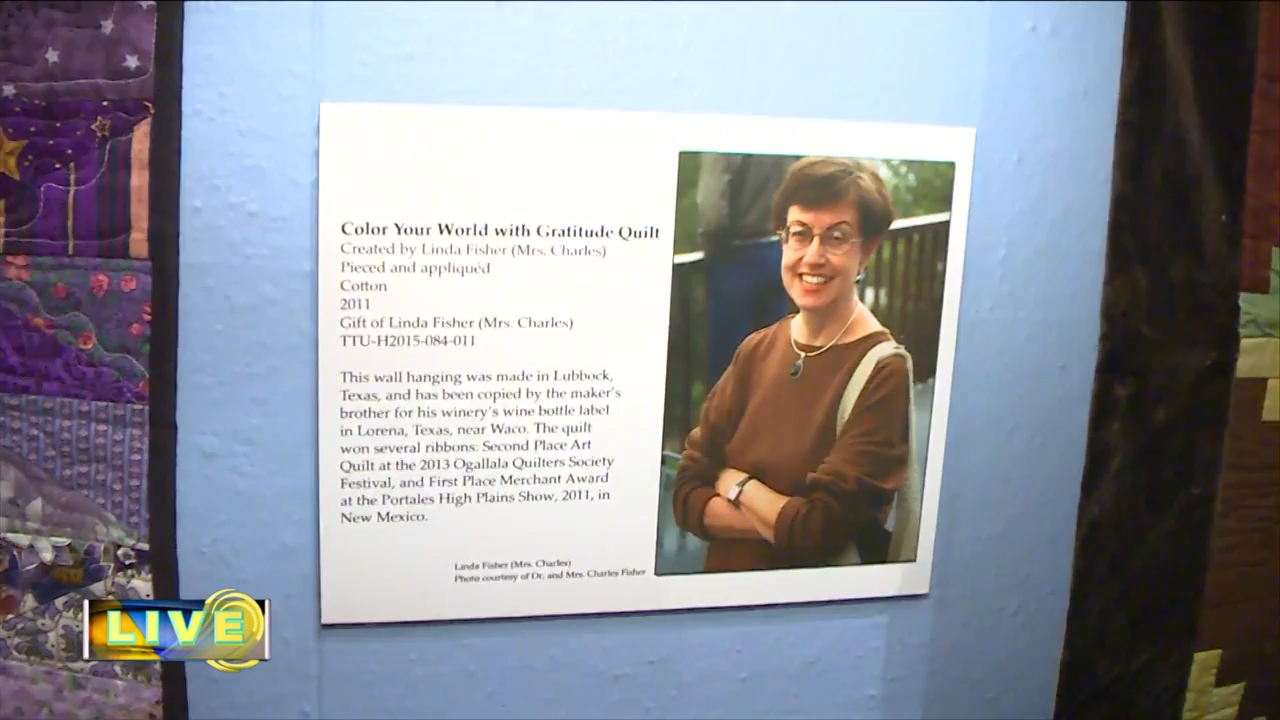 Color Your World with Gratitude Quilt
Created by Linda Fisher (Mrs. Charles)
Pieced and appliquéd
Cotton
2011
Gift of Linda Fisher (Mrs. Charles)
TTU-H2015-084-011
This wall hanging was made in Lubbock,
Texas, and has been copied by the maker's
brother for his winery's wine bottle label
in Lorena, Texas, near Waco. The quilt
won several ribbons: Second Place Art
Quilt at the 2013 Ogallala Quilters Society
Festival, and First Place Merchant Award
at the Portales High Plains Show, 2011, in
New Mexico.
Linda Fisher (Mrs. Charles)
Photo courtesy of Dr. and Mrs. Charles Fisher
LIVE